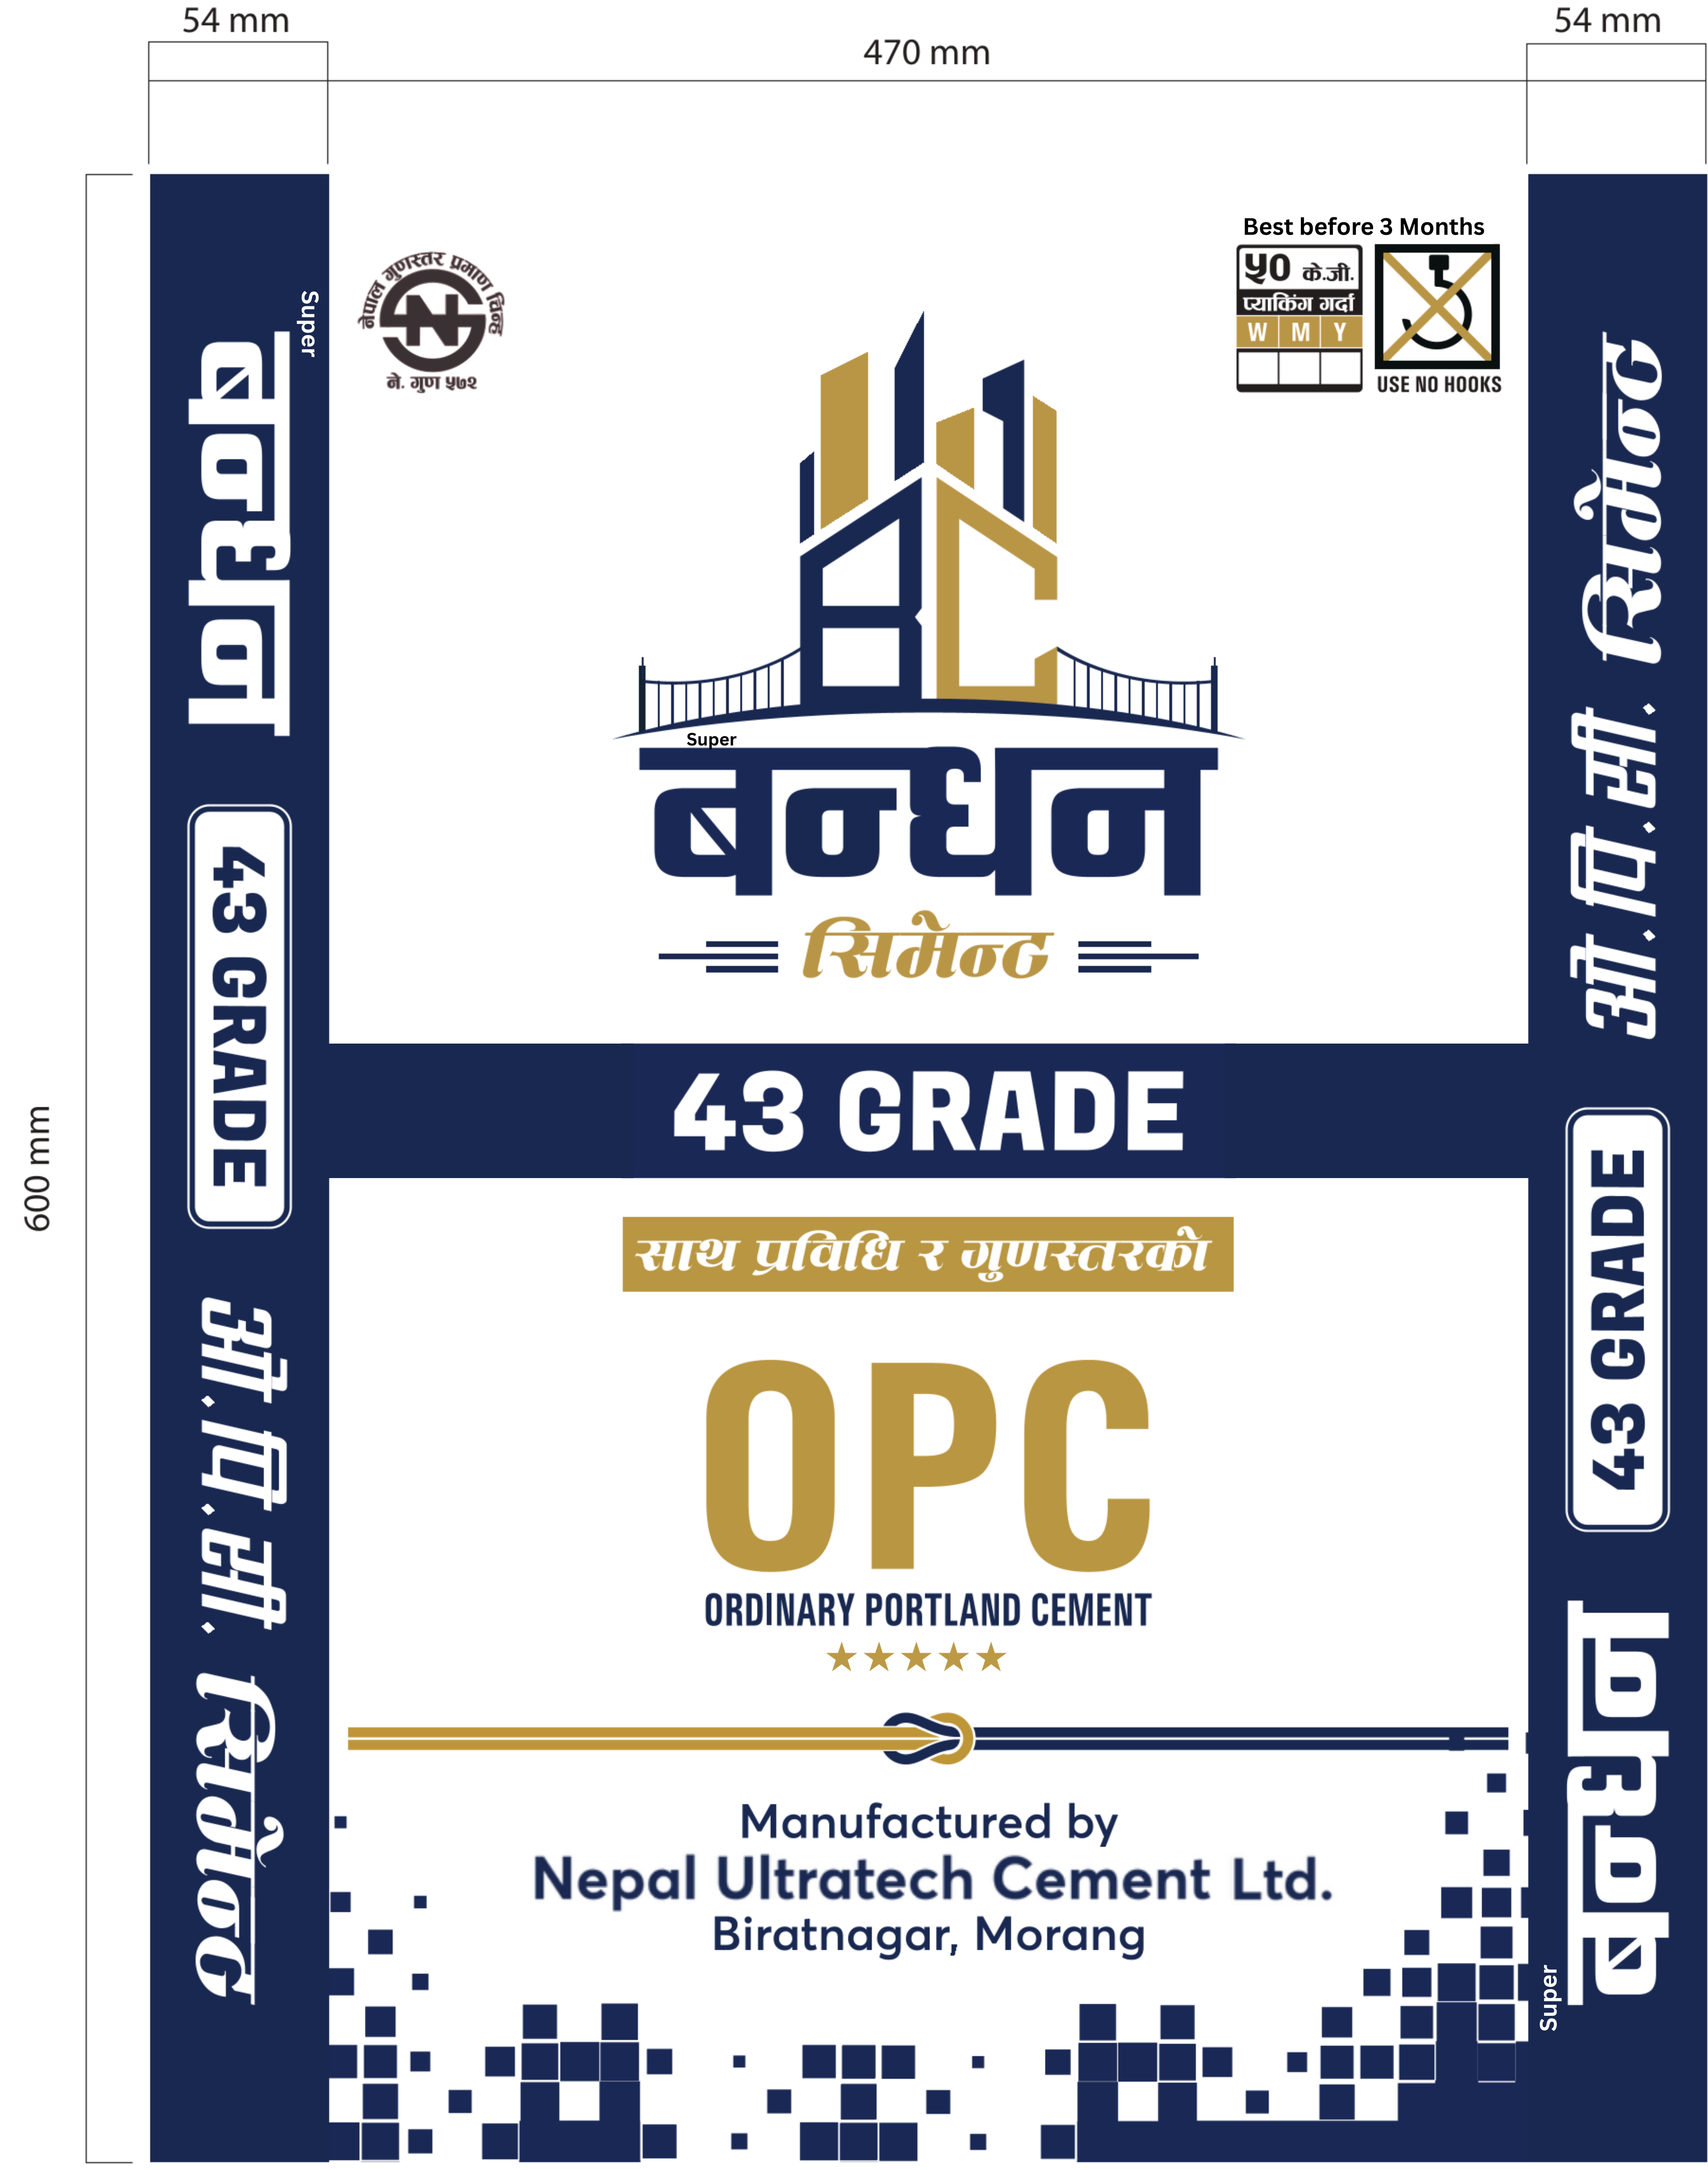 54 mm
54 mm
470 mm
600 mm
Super
बन्धन
43 GRADE
ओ.पि.सी. सिमेन्ट
नेपाल गुणस्तर प्रमाण चिन्ह
NS
ने. गुण ५७२
Best before 3 Months
५० के.जी.
प्याकिंग गर्दा
W M Y
USE NO HOOKS
BC
Super
बन्धन
सिमेन्ट
43 GRADE
साथ प्रविधि र गुणस्तरको
OPC
ORDINARY PORTLAND CEMENT
Manufactured by
Nepal Ultratech Cement Ltd.
Biratnagar, Morang
Super
बन्धन
43 GRADE
ओ.पि.सी. सिमेन्ट